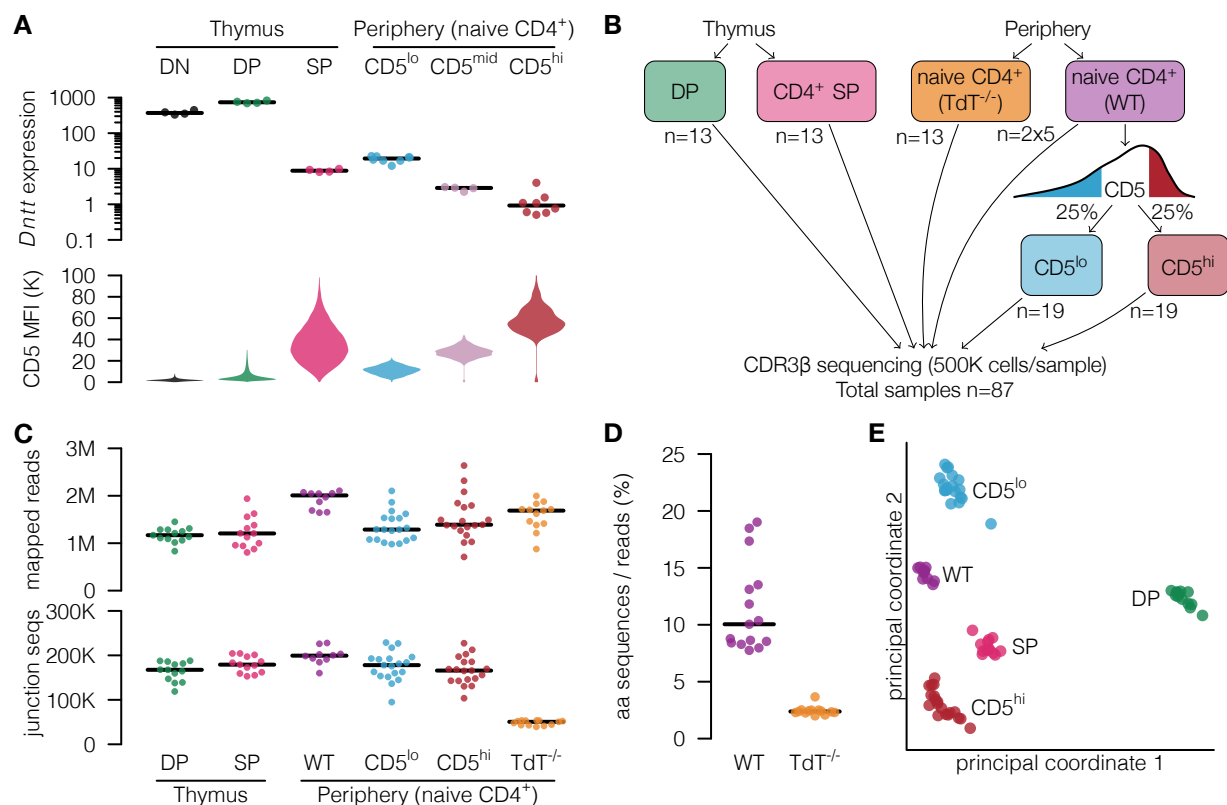 A
Thymus
Periphery (naive CD4⁺)
DN
DP
SP
CD5ˡᵒ
CD5ᵐⁱᵈ
CD5ʰⁱ
Dntt expression
1000
100
10
1
0.1
CD5 MFI (K)
100
80
60
40
20
0
B
Thymus
Periphery
DP
CD4⁺ SP
naive CD4⁺
(TdT⁻/⁻)
naive CD4⁺
(WT)
n=13
n=13
n=13
n=2x5
CD5
25%
25%
CD5ˡᵒ
CD5ʰⁱ
n=19
n=19
CDR3β sequencing (500K cells/sample)
Total samples n=87
C
mapped reads
3M
2M
1M
0
junction seqs
300K
200K
100K
0
DP
SP
WT
CD5ˡᵒ
CD5ʰⁱ
TdT⁻/⁻
Thymus
Periphery (naive CD4⁺)
D
aa sequences / reads (%)
25
20
15
10
5
0
WT
TdT⁻/⁻
E
principal coordinate 2
CD5ˡᵒ
WT
DP
SP
CD5ʰⁱ
principal coordinate 1